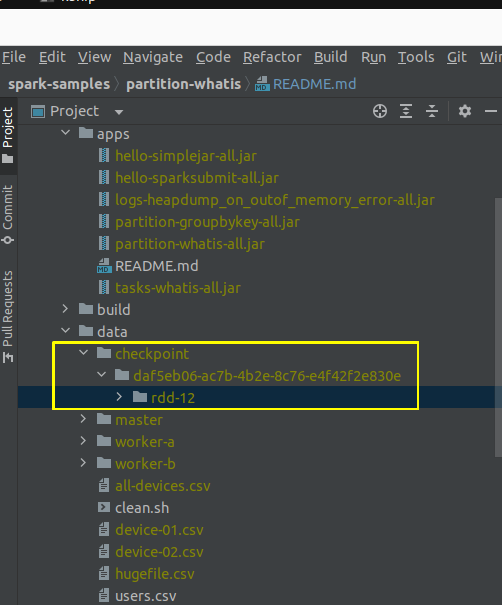 File Edit View Navigate Code Refactor Build Run Tools Git
spark-samples partition-whatis README.md
Project
Project
Commit
Pull Requests
apps
hello-simplejar-all.jar
hello-sparksubmit-all.jar
logs-heapdump_on_outof_memory_error-all.jar
partition-groupbykey-all.jar
partition-whatis-all.jar
README.md
tasks-whatis-all.jar
build
data
checkpoint
daf5eb06-ac7b-4b2e-8c76-e4f42f2e830e
rdd-12
master
worker-a
worker-b
all-devices.csv
clean.sh
device-01.csv
device-02.csv
hugefile.csv
users.csv